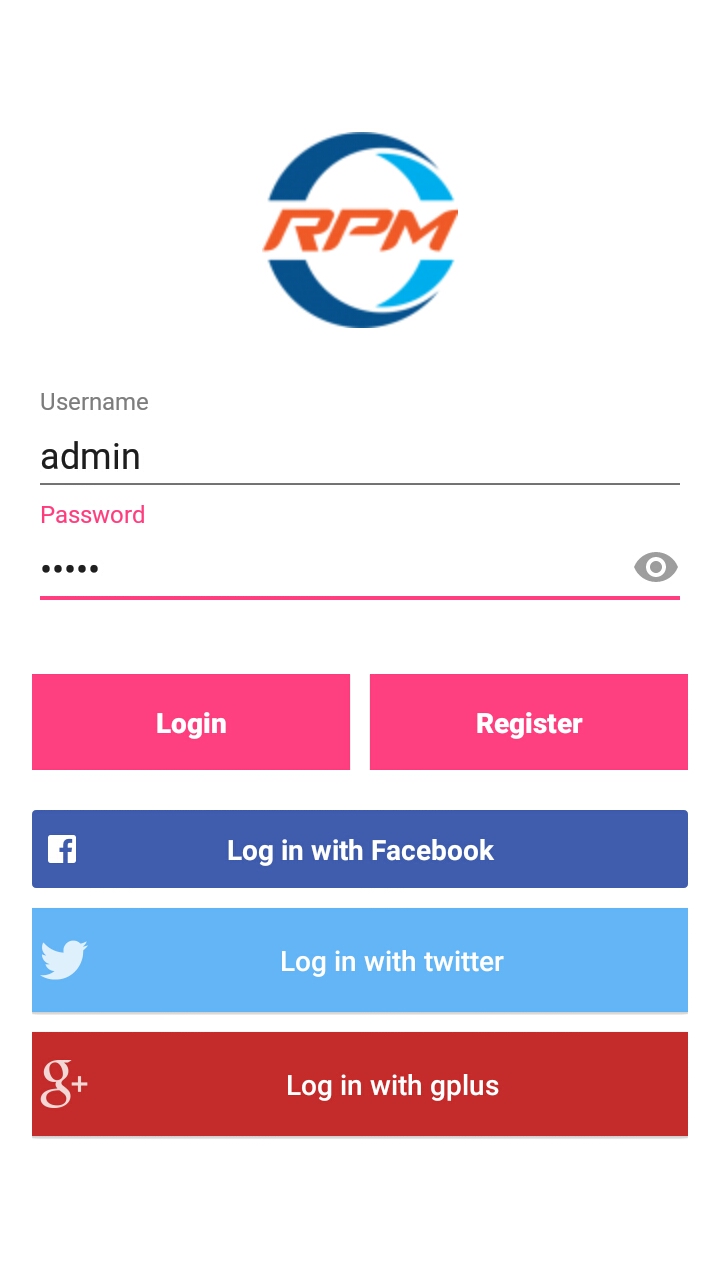 RPM
Username
admin
Password
•••••
Login
Register
Log in with Facebook
Log in with twitter
g+
Log in with gplus